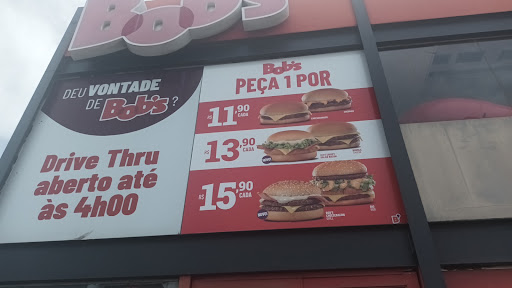 Bob's
DEU VONTADE
DE Bob's?
Drive Thru
aberto até
às 4h00
Bob's
PEÇA 1 POR
R$ 11,90 CADA
R$ 13,90 CADA
R$ 15,90 CADA